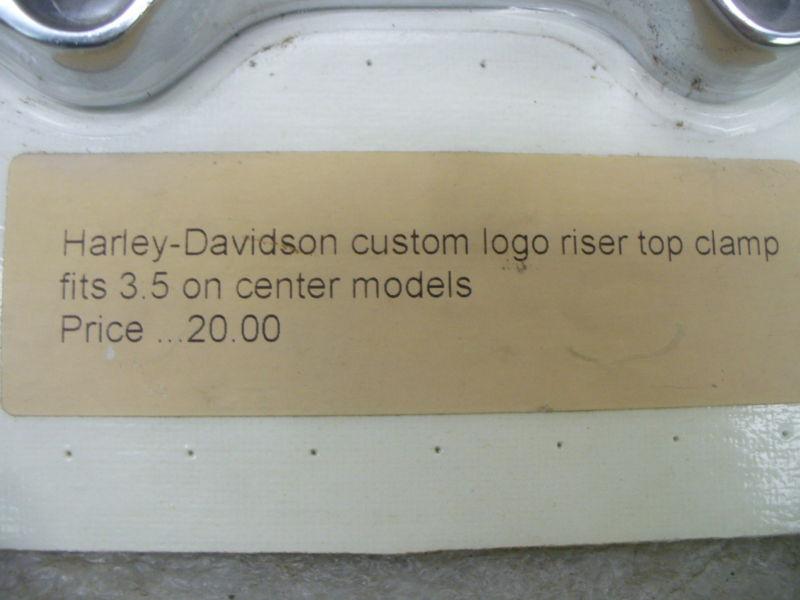 Harley-Davidson custom logo riser top clamp
fits 3.5 on center models
Price ...20.00